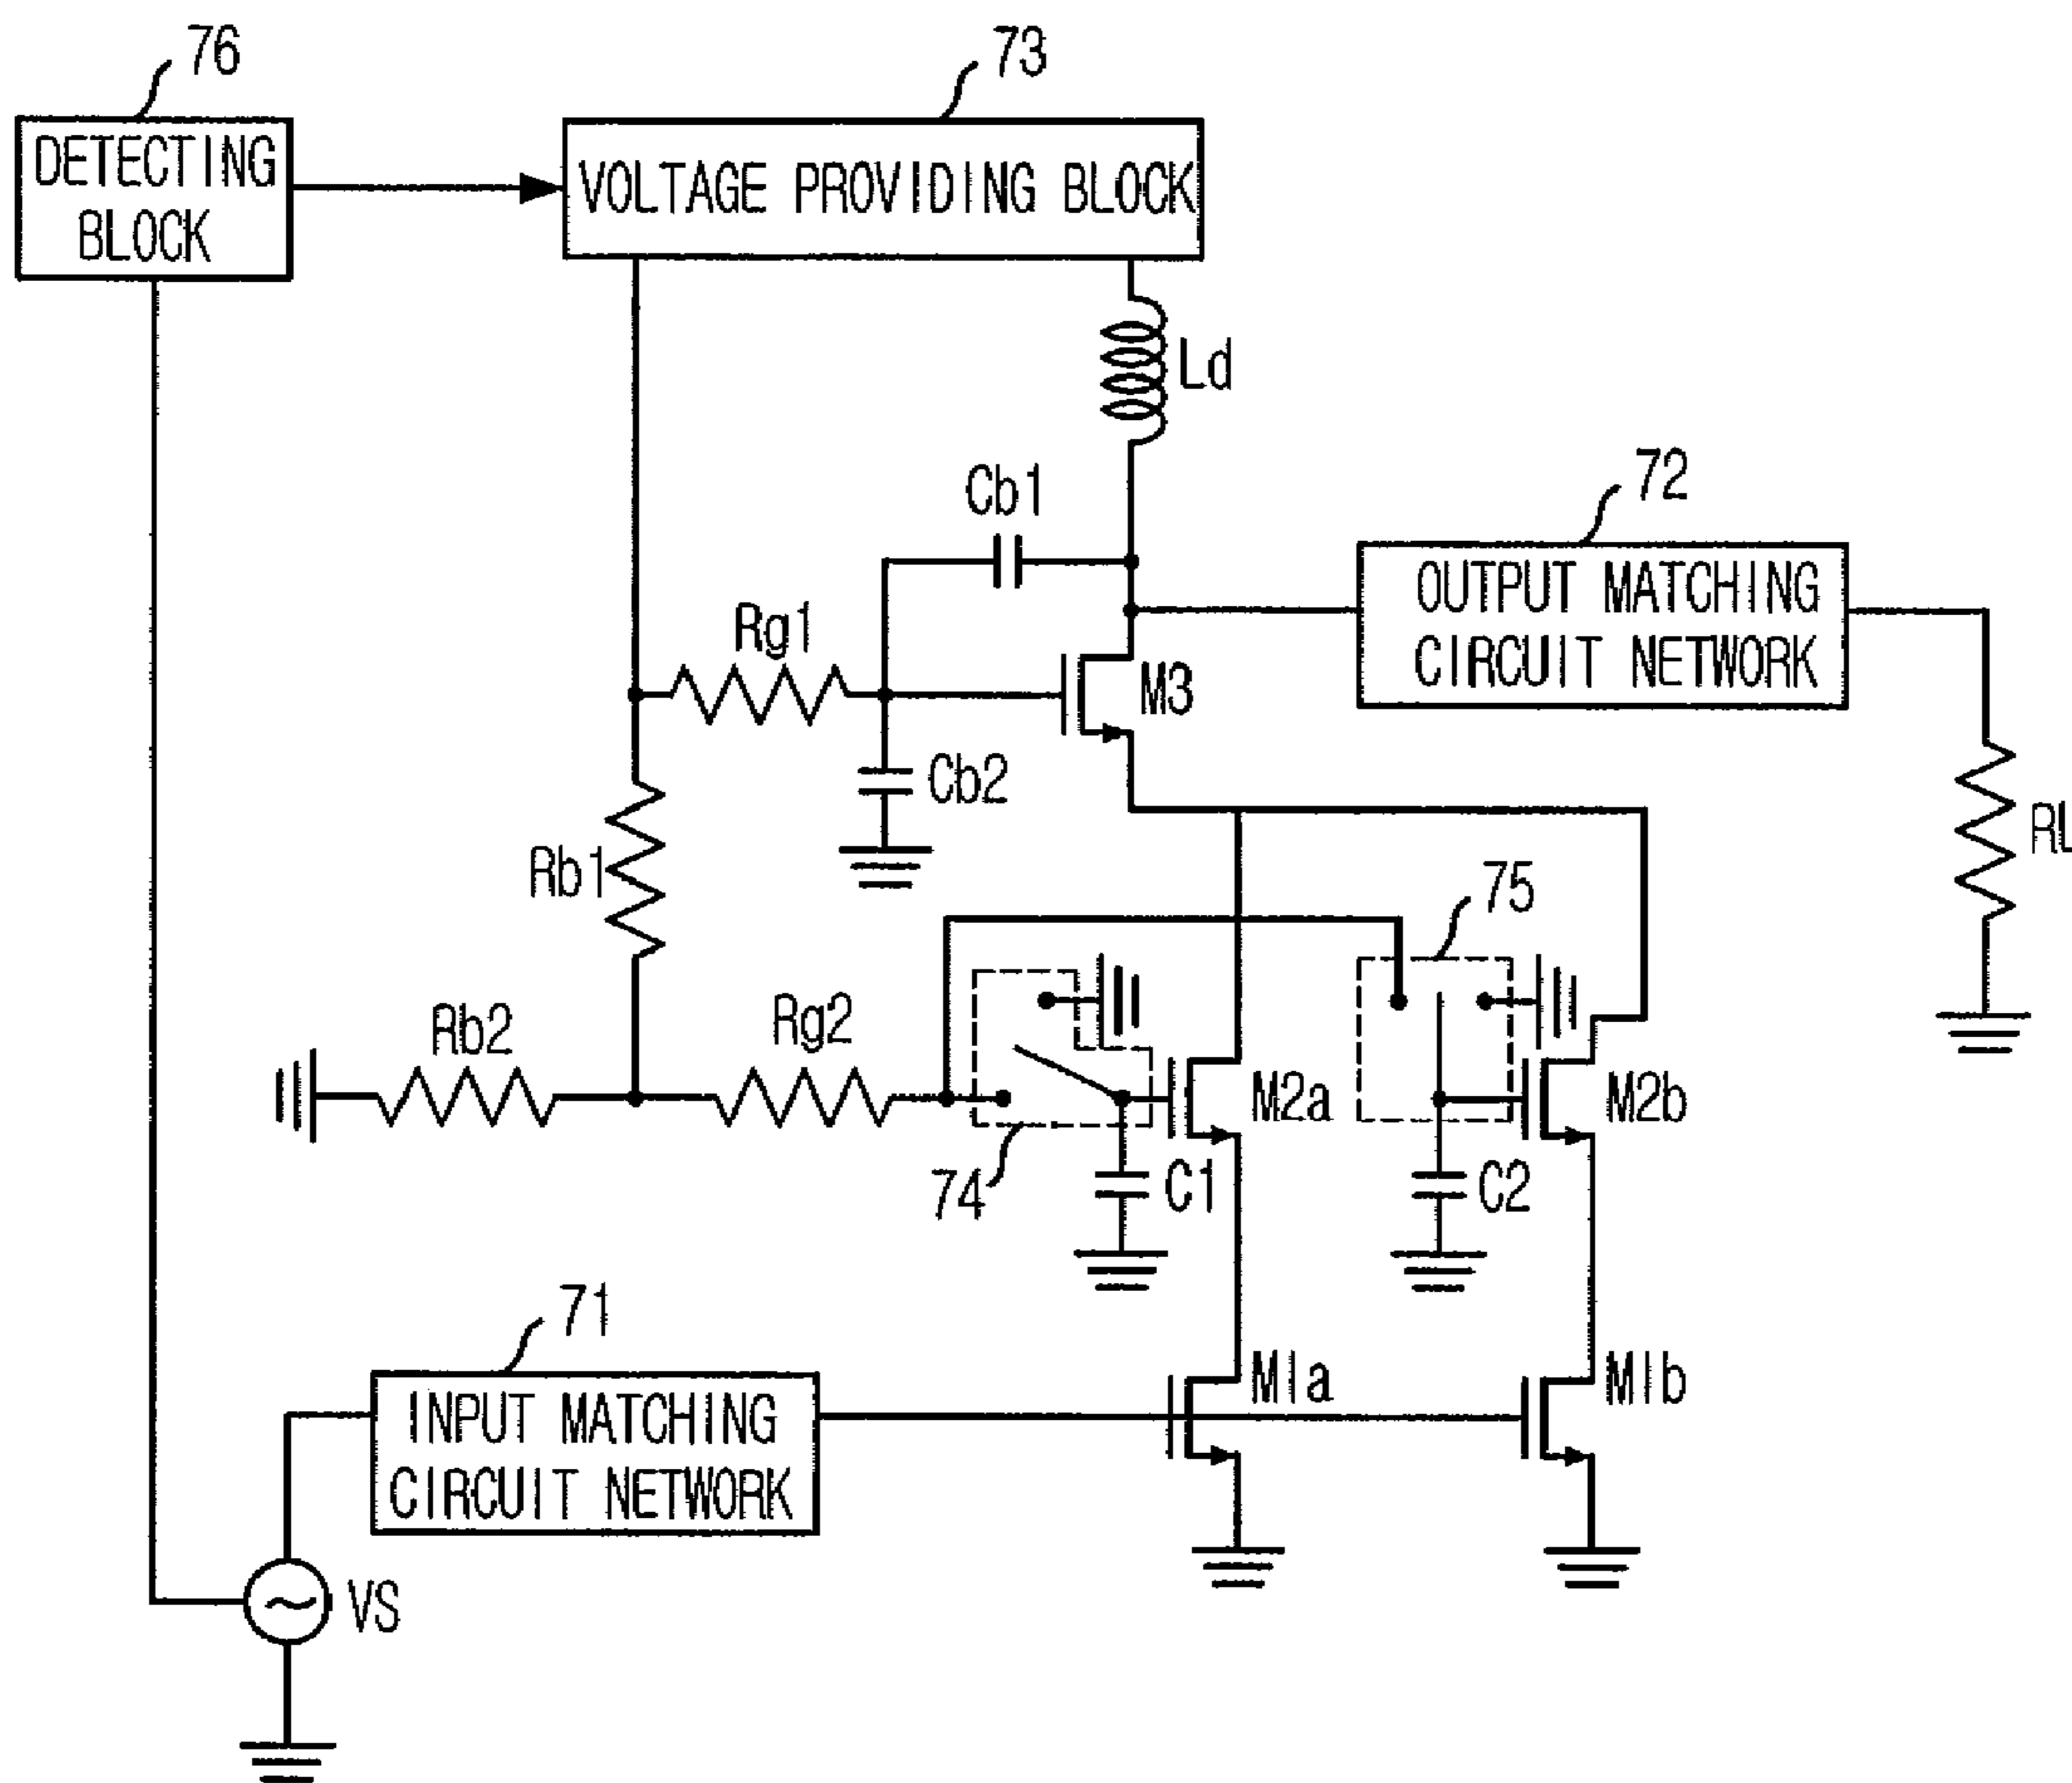 76
73
DETECTING
BLOCK
VOLTAGE PROVIDING BLOCK
Ld
Cb1
72
OUTPUT MATCHING
CIRCUIT NETWORK
Rg1
M3
Cb2
RL
Rb1
75
Rb2
Rg2
M2a
M2b
74
C1
C2
71
M1a
M1b
INPUT MATCHING
CIRCUIT NETWORK
VS